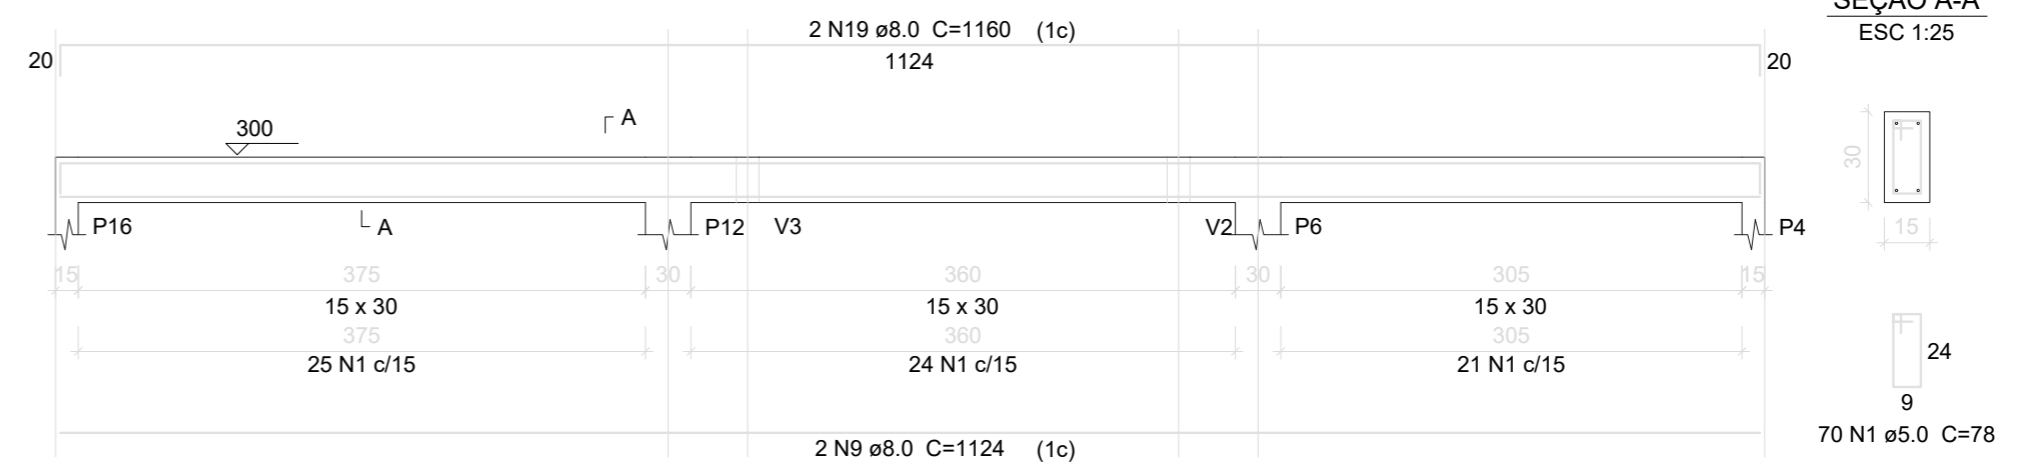 SEÇÃO A-A
2 N19 ø8.0 C=1160 (1c)
ESC 1:25
20 1124 20
A
300
30
P16 A P12 V3 V2 P6 P4
15
15 375 30 360 30 305 15
15 x 30 15 x 30 15 x 30
375 360 305
24
25 N1 c/15 24 N1 c/15 21 N1 c/15
9
70 N1 ø5.0 C=78
2 N9 ø8.0 C=1124 (1c)